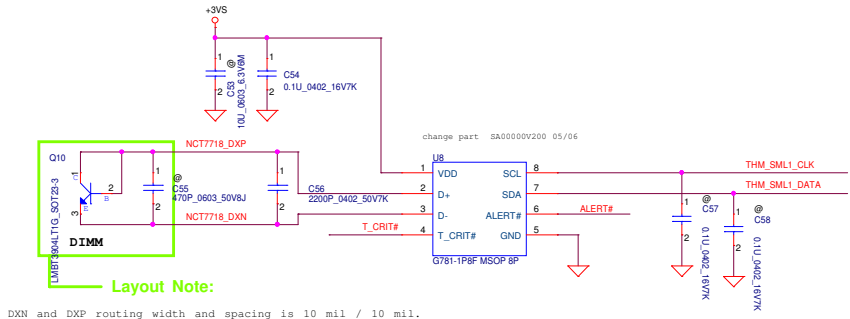 +3VS
1
@
C53
10U_0603_6.3V6M
2
1
C54
0.1U_0402_16V7K
2
change part SA00000V200 05/06
NCT7718_DXP
Q10
LMBT3904LT1G_SOT23-3
C
1
2
B
E
3
1
@
C55
470P_0603_50V8J
2
1
C56
2200P_0402_50V7K
2
NCT7718_DXN
DIMM
T_CRIT#
U8
1 VDD SCL 8
2 D+ SDA 7
3 D- ALERT# 6
4 T_CRIT# GND 5
G781-1P8F MSOP 8P
THM_SML1_CLK
THM_SML1_DATA
ALERT#
1
@
C57
0.1U_0402_16V7K
2
1
@
C58
0.1U_0402_16V7K
2
Layout Note:
DXN and DXP routing width and spacing is 10 mil / 10 mil.